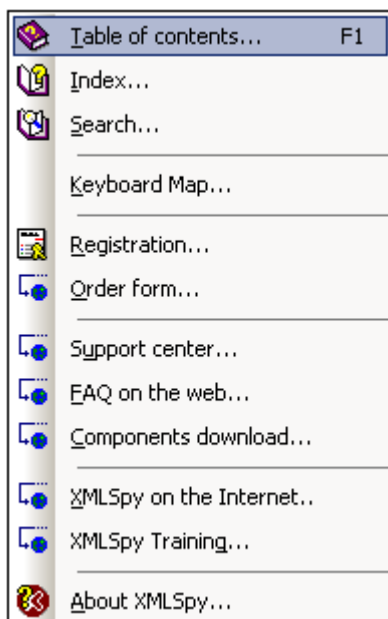 Table of contents... F1
Index...
Search...
Keyboard Map...
Registration...
Order form...
Support center...
FAQ on the web...
Components download...
XMLSpy on the Internet..
XMLSpy Training...
About XMLSpy...